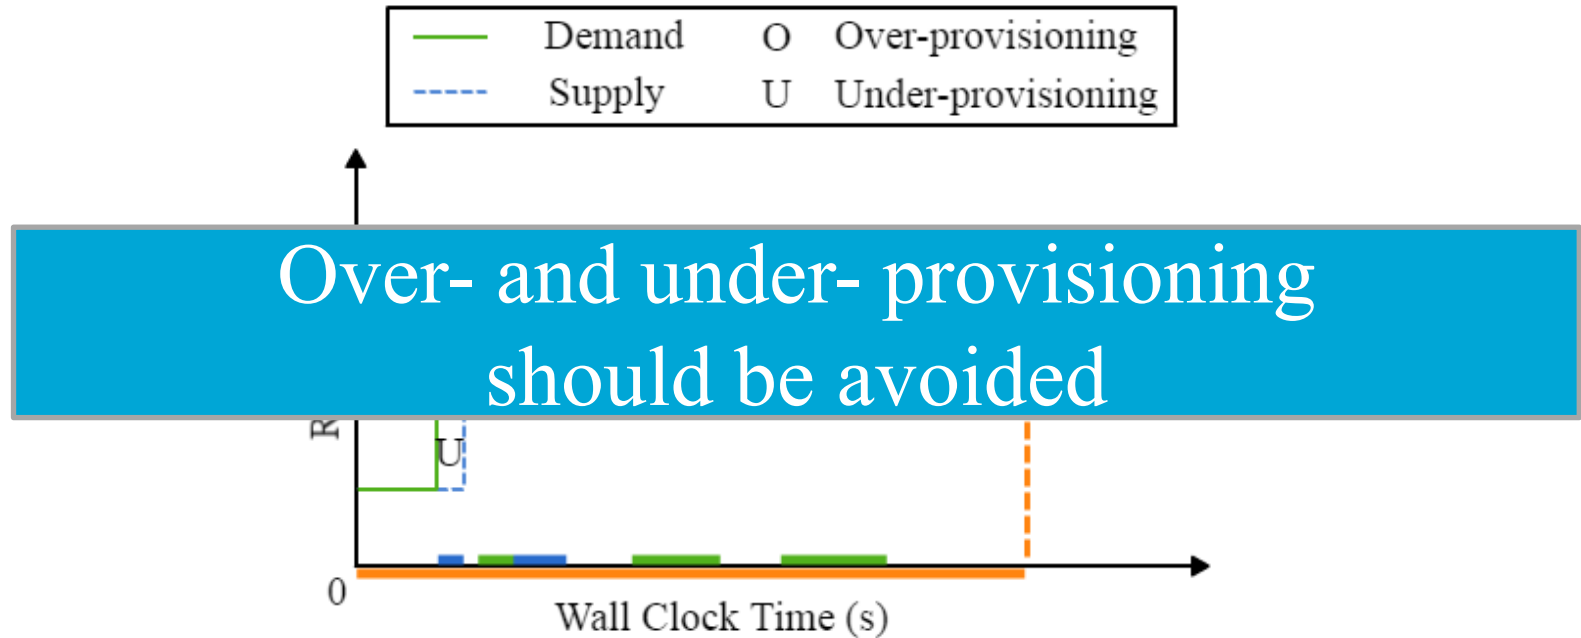 Demand O Over-provisioning
Supply U Under-provisioning
Over- and under- provisioning
should be avoided
R
U
0
Wall Clock Time (s)